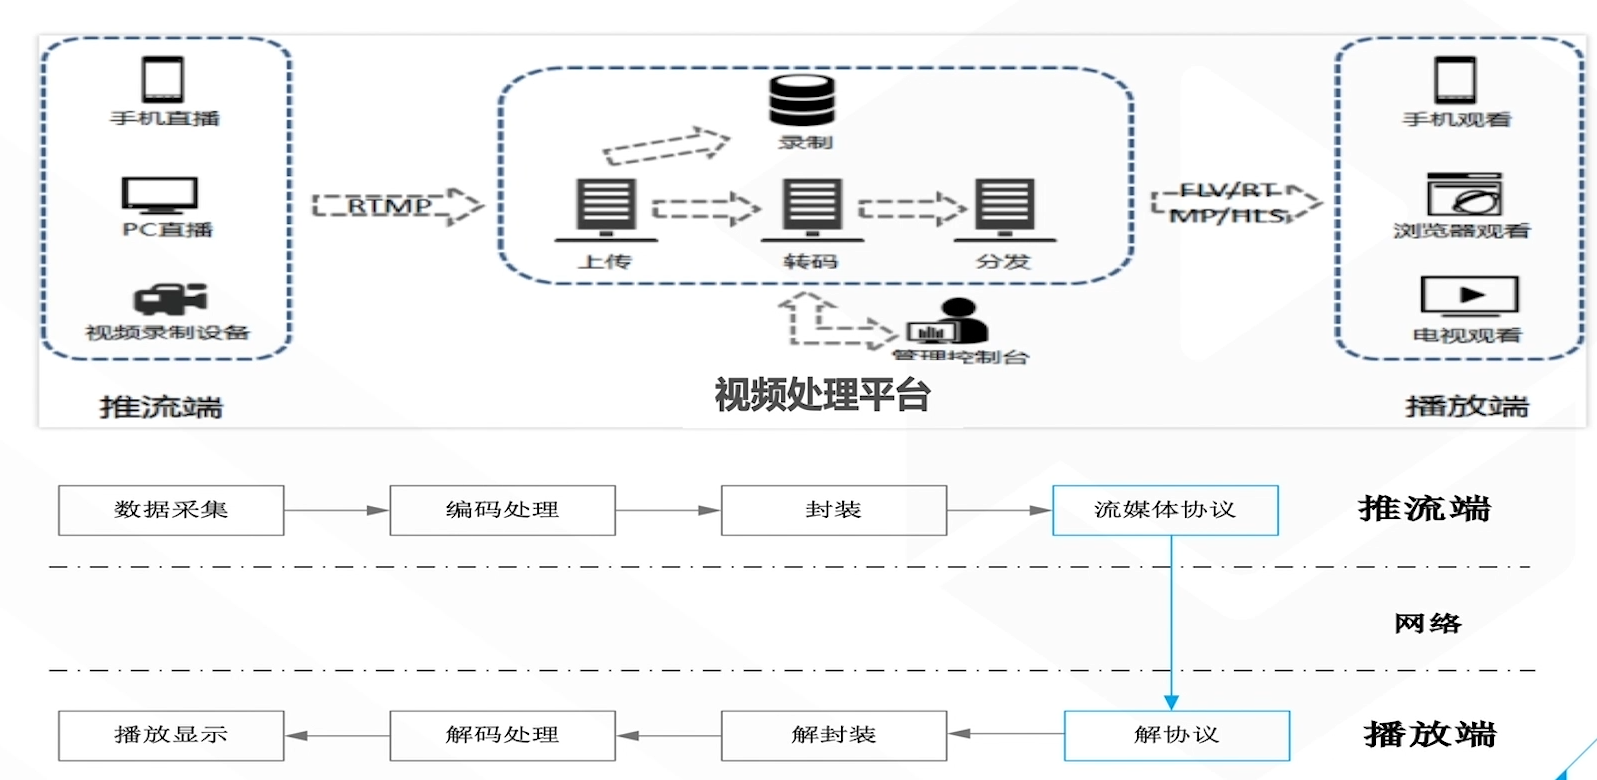 手机直播
PC直播
视频录制设备
推流端
RTMP
录制
上传
转码
分发
管理控制台
视频处理平台
FLV/RT
MP/HLS
手机观看
浏览器观看
电视观看
播放端
数据采集
编码处理
封装
流媒体协议
推流端
网络
播放显示
解码处理
解封装
解协议
播放端